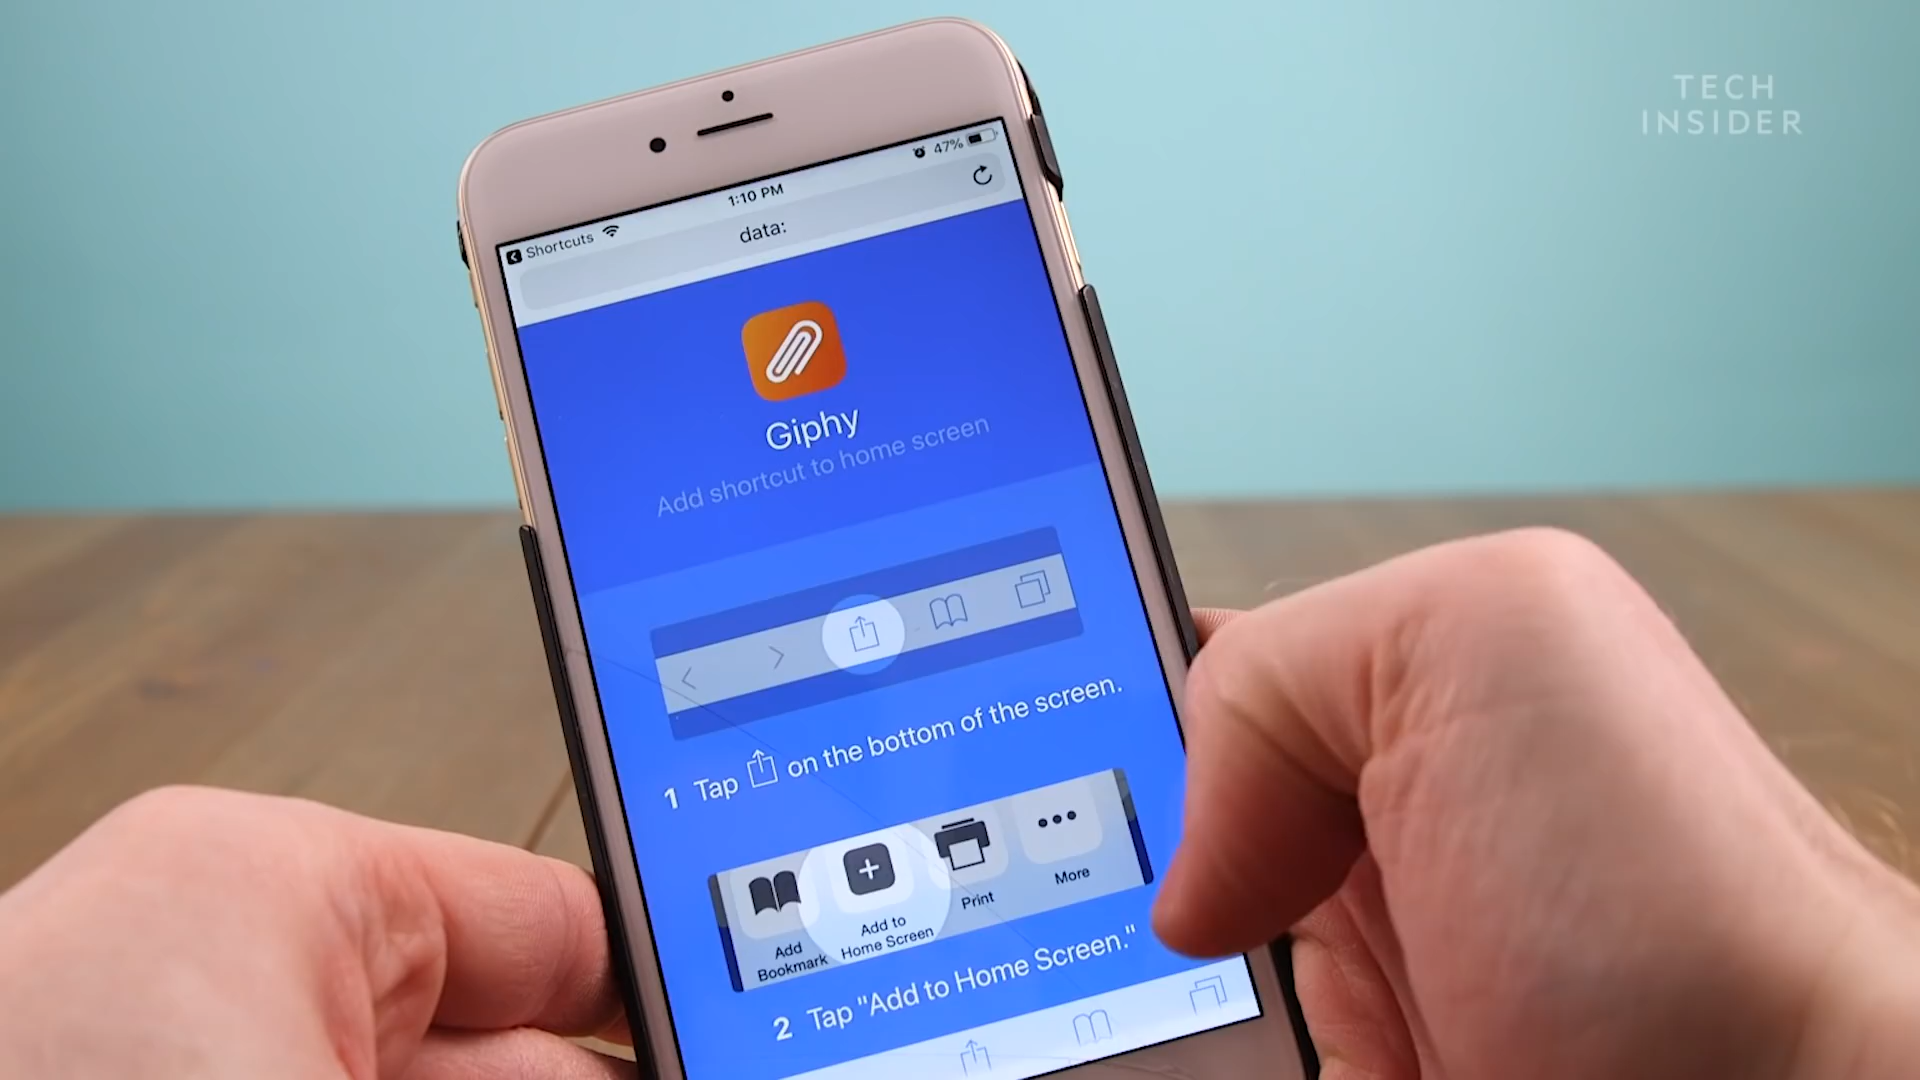 TECH
INSIDER
Shortcuts
1:10 PM
47%
data:
Giphy
Add shortcut to home screen
1 Tap on the bottom of the screen.
Add
Bookmark
Add to
Home Screen
Print
More
2 Tap "Add to Home Screen."